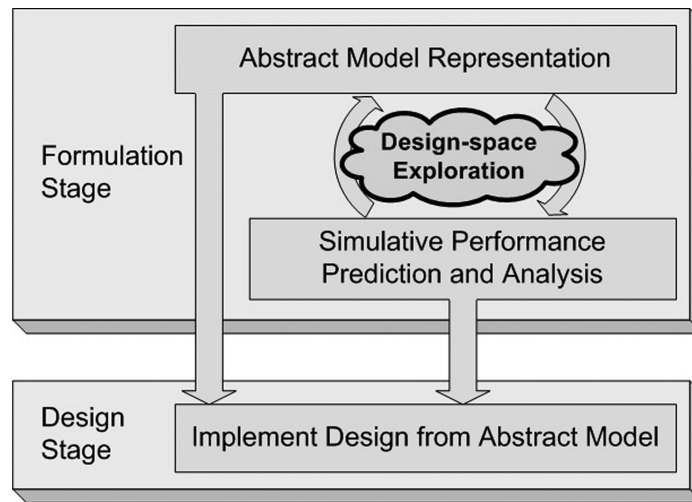 Abstract Model Representation
Formulation
Stage
Design-space
Exploration
Simulative Performance
Prediction and Analysis
Design
Stage
Implement Design from Abstract Model